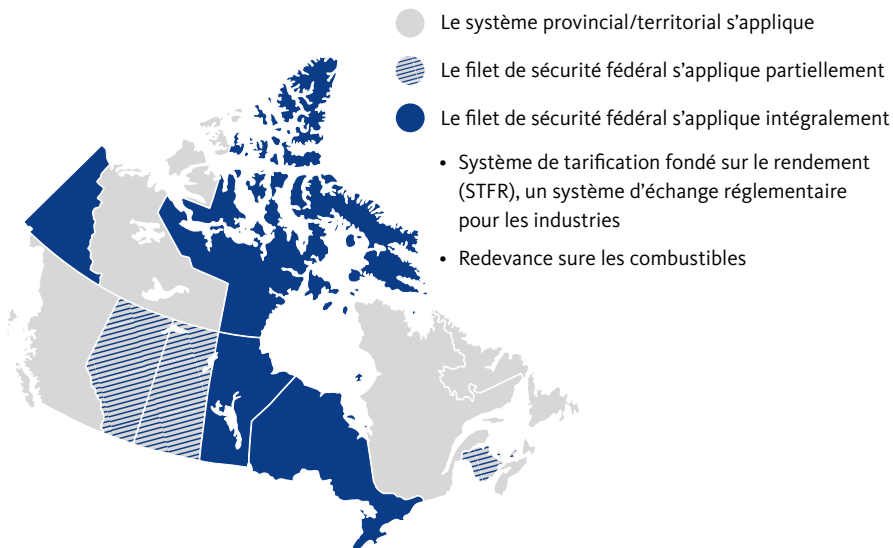 Le système provincial/territorial s’applique
Le filet de sécurité fédéral s’applique partiellement
Le filet de sécurité fédéral s’applique intégralement
• Système de tarification fondé sur le rendement
(STFR), un système d’échange réglementaire
pour les industries
• Redevance sure les combustibles